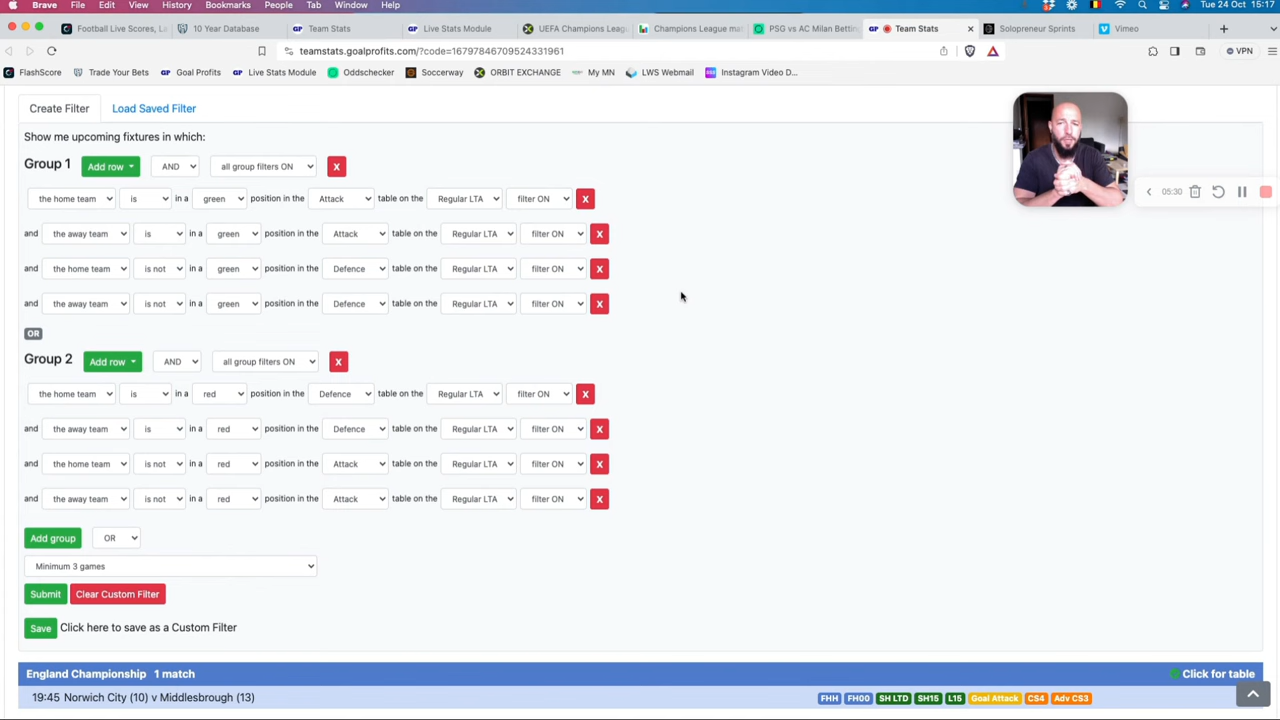 Brave File Edit View History Bookmarks People Tab Window Help Tue 24 Oct 15:17
Football Live Scores, Li 10 Year Database GP Team Stats GP Live Stats Module UEFA Champions Leagu Champions League ma PSG vs AC Milan Bettin GP Team Stats Solopreneur Sprints Vimeo
teamstats.goalprofits.com/?code=16797846709524331961 VPN
FlashScore Trade Your Bets GP Goal Profits GP Live Stats Module Oddschecker Soccerway ORBIT EXCHANGE My MN LWS Webmail Instagram Video D...
Create Filter Load Saved Filter
Show me upcoming fixtures in which:
Group 1 Add row AND all group filters ON X
the home team is in a green position in the Attack table on the Regular LTA filter ON X
05:30
and the away team is in a green position in the Attack table on the Regular LTA filter ON X
and the home team is not in a green position in the Defence table on the Regular LTA filter ON X
and the away team is not in a green position in the Defence table on the Regular LTA filter ON X
OR
Group 2 Add row AND all group filters ON X
the home team is in a red position in the Defence table on the Regular LTA filter ON X
and the away team is in a red position in the Defence table on the Regular LTA filter ON X
and the home team is not in a red position in the Attack table on the Regular LTA filter ON X
and the away team is not in a red position in the Attack table on the Regular LTA filter ON X
Add group OR
Minimum 3 games
Submit Clear Custom Filter
Save Click here to save as a Custom Filter
England Championship 1 match Click for table
19:45 Norwich City (10) v Middlesbrough (13) FHH FH00 SH LTD SH15 L15 Goal Attack CS4 Adv CS3